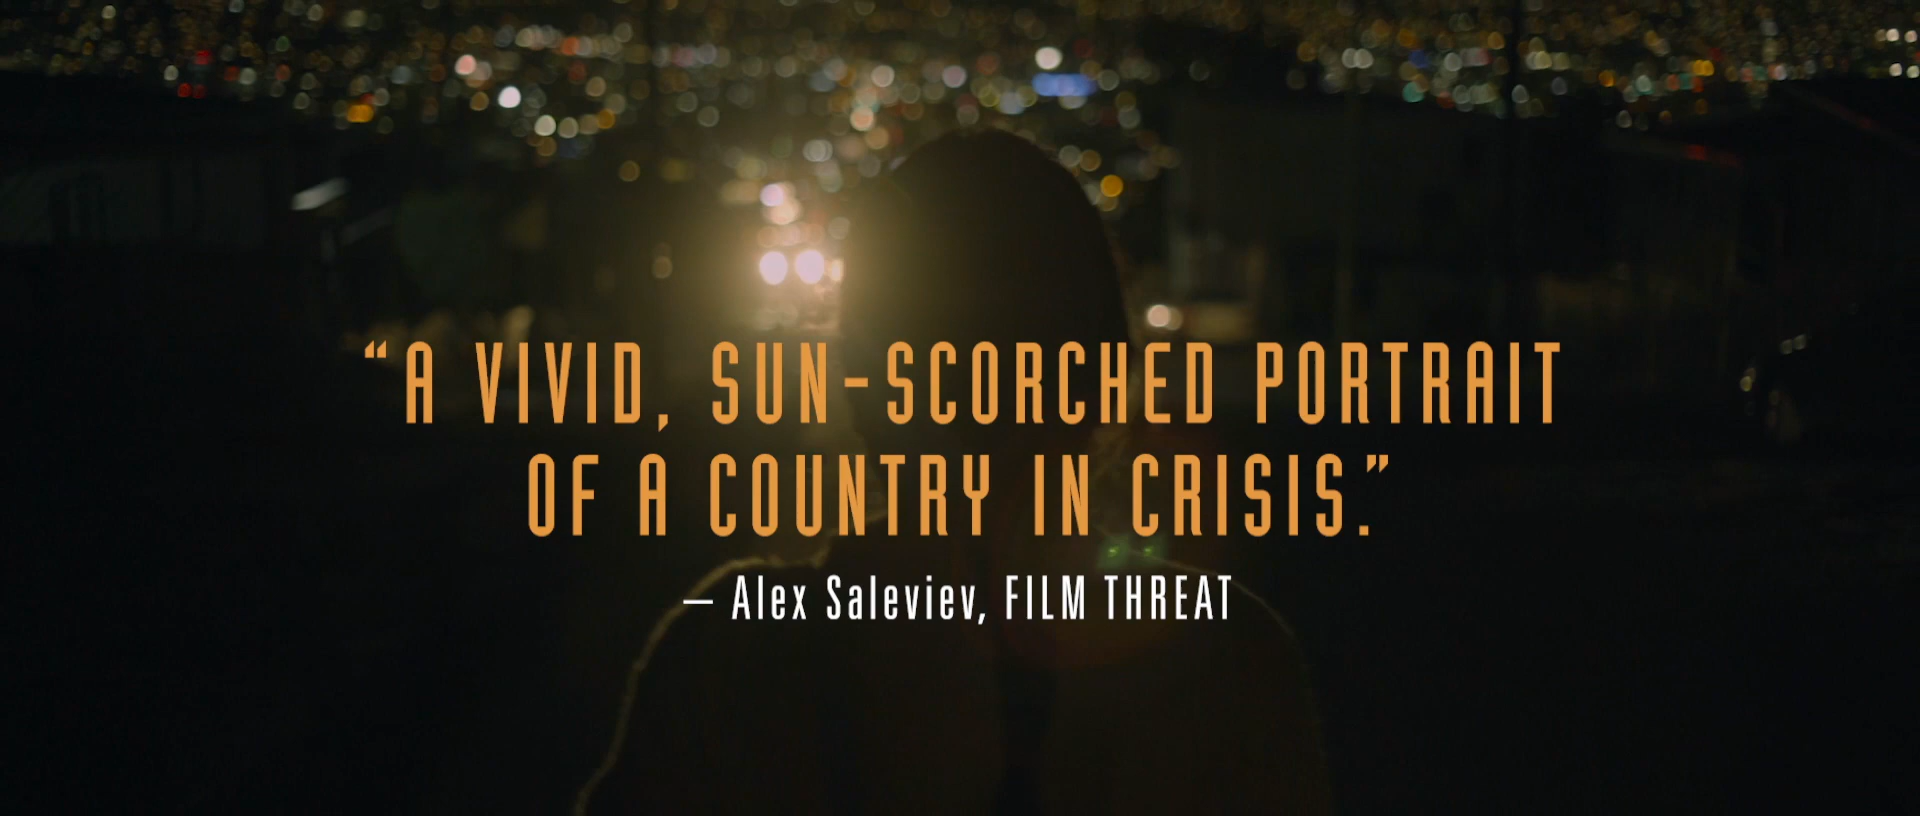 “A VIVID, SUN-SCORCHED PORTRAIT
OF A COUNTRY IN CRISIS.”
– Alex Saleviev, FILM THREAT